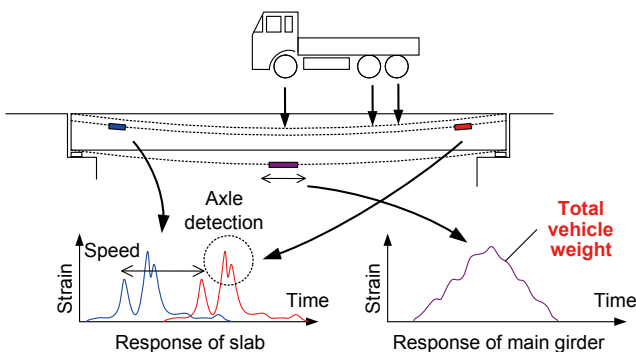 Axle
detection
Speed
Strain
Time
Response of slab
Total
vehicle
weight
Strain
Time
Response of main girder